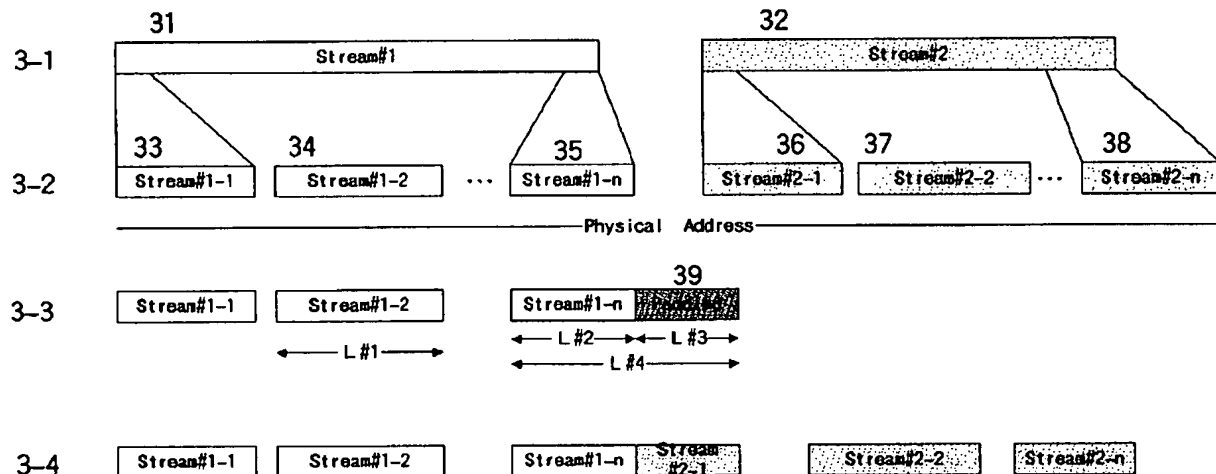 31
32
3-1
Stream#1
Stream#2
33
34
35
36
37
38
3-2
Stream#1-1
Stream#1-2
...
Stream#1-n
Stream#2-1
Stream#2-2
...
Stream#2-n
Physical Address
39
3-3
Stream#1-1
Stream#1-2
Stream#1-n
L #1
L #2
L #3
L #4
3-4
Stream#1-1
Stream#1-2
Stream#1-n
Stream
#2-1
Stream#2-2
Stream#2-n